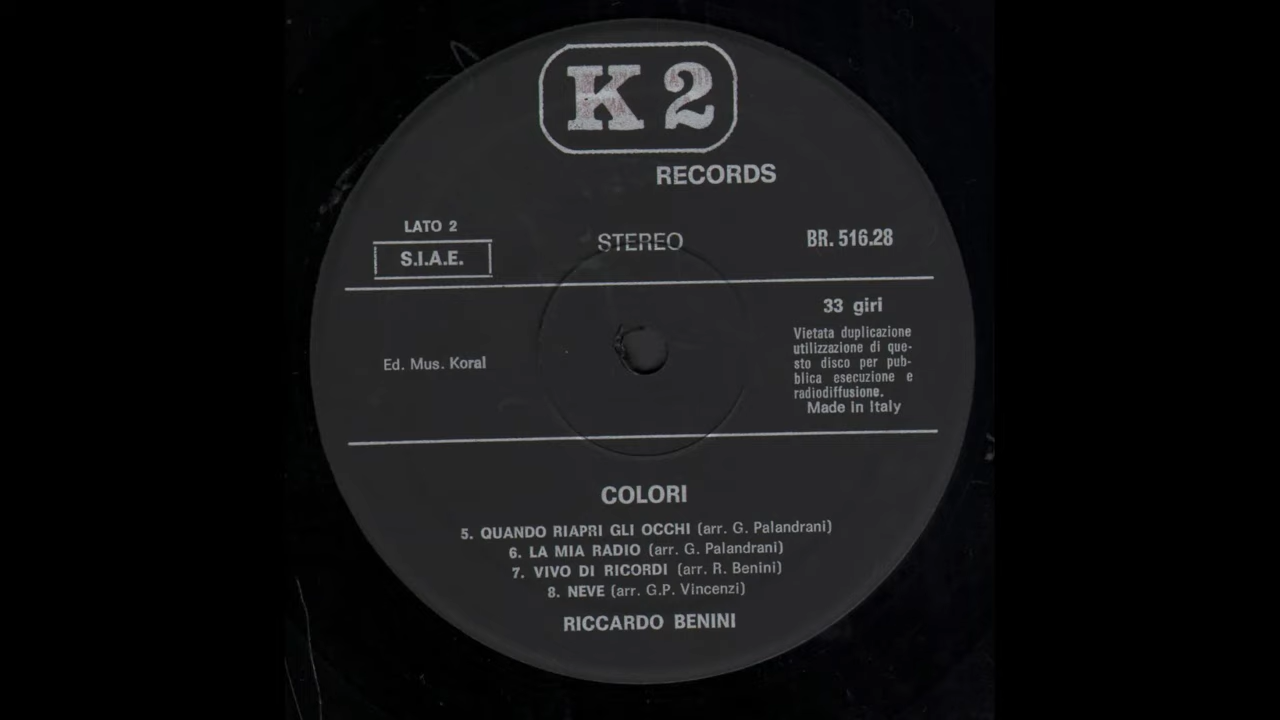 K 2
RECORDS
LATO 2
S.I.A.E.
STEREO
BR. 516.28
Ed. Mus. Koral
33 giri
Vietata duplicazione
utilizzazione di que-
sto disco per pub-
blica esecuzione e
radiodiffusione.
Made In Italy
COLORI
5. QUANDO RIAPRI GLI OCCHI (arr. G. Palandrani)
6. LA MIA RADIO (arr. G. Palandrani)
7. VIVO DI RICORDI (arr. R. Benini)
8. NEVE (arr. G.P. Vincenzi)
RICCARDO BENINI